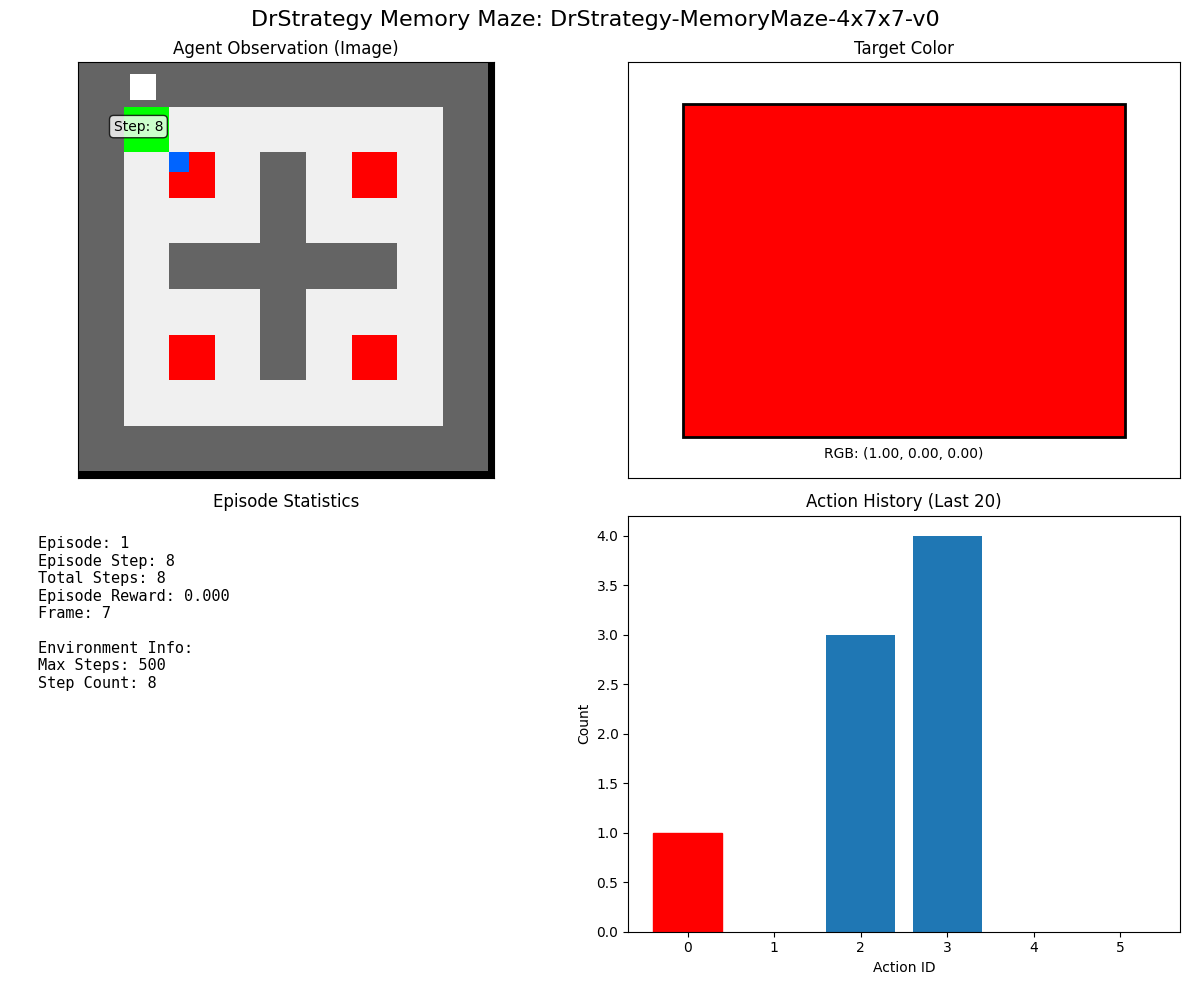 DrStrategy Memory Maze: DrStrategy-MemoryMaze-4x7x7-v0
Agent Observation (Image)
Step: 8
Target Color
RGB: (1.00, 0.00, 0.00)
Episode Statistics
Episode: 1
Episode Step: 8
Total Steps: 8
Episode Reward: 0.000
Frame: 7
Environment Info:
Max Steps: 500
Step Count: 8
Action History (Last 20)
4.0
3.5
3.0
2.5
2.0
1.5
1.0
0.5
0.0
Count
0 1 2 3 4 5
Action ID